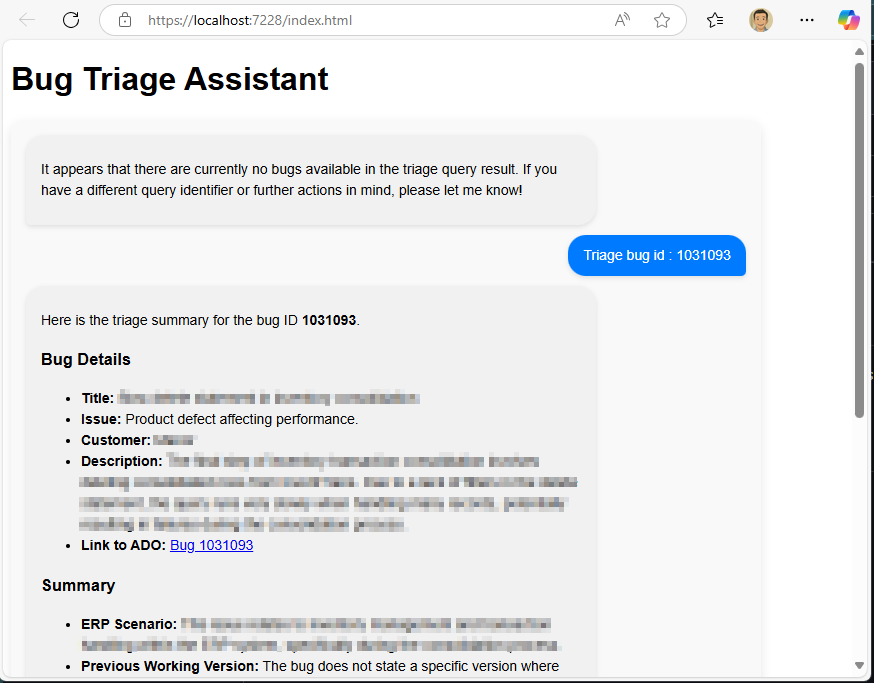 https://localhost:7228/index.html
Bug Triage Assistant
It appears that there are currently no bugs available in the triage query result. If you
have a different query identifier or further actions in mind, please let me know!
Triage bug id : 1031093
Here is the triage summary for the bug ID 1031093.
Bug Details
Title:
Issue: Product defect affecting performance.
Customer:
Description:
Link to ADO: Bug 1031093
Summary
ERP Scenario:
Previous Working Version: The bug does not state a specific version where